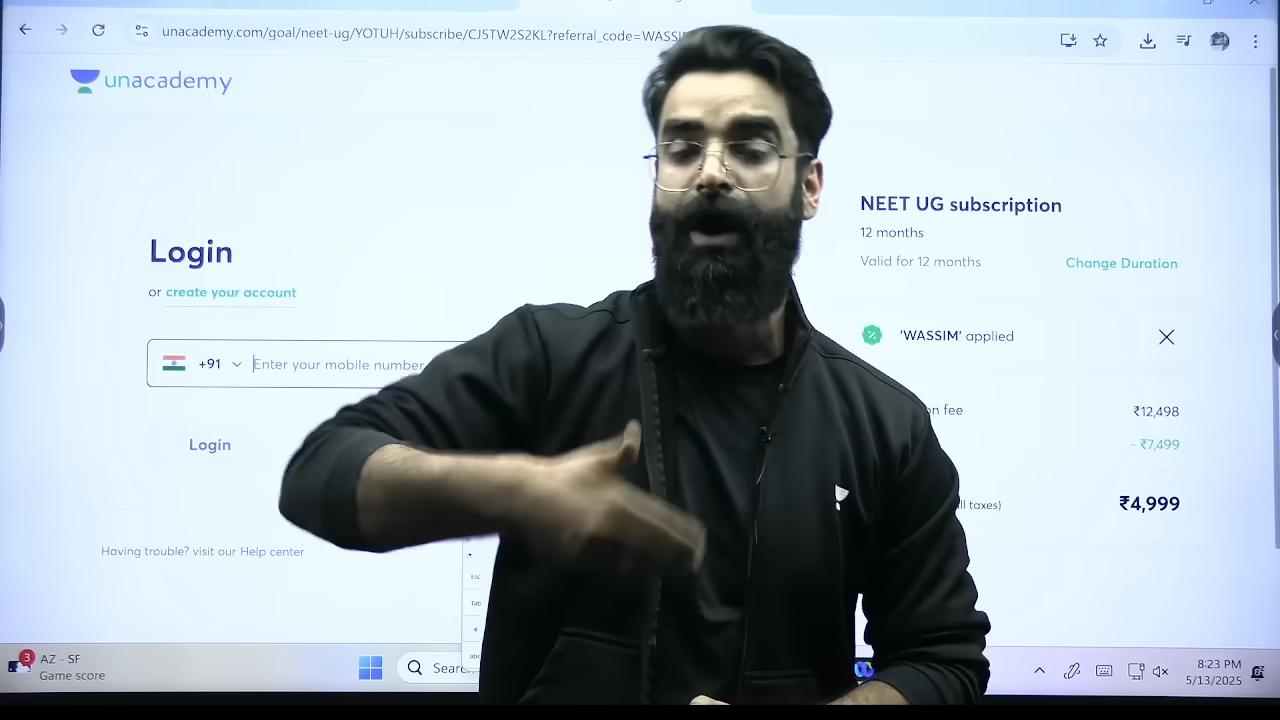 unacademy.com/goal/neet-ug/YOTUH/subscribe/CJ5TW2S2KL?referral_code=WASSI
unacademy
Login
or create your account
+91
Enter your mobile number
Login
Having trouble? visit our Help center
NEET UG subscription
12 months
Valid for 12 months
Change Duration
'WASSIM' applied
fee
₹12,498
- ₹7,499
taxes)
₹4,999
Esc
Tab
3
AZ - SF
Game score
8:23 PM
5/13/2025